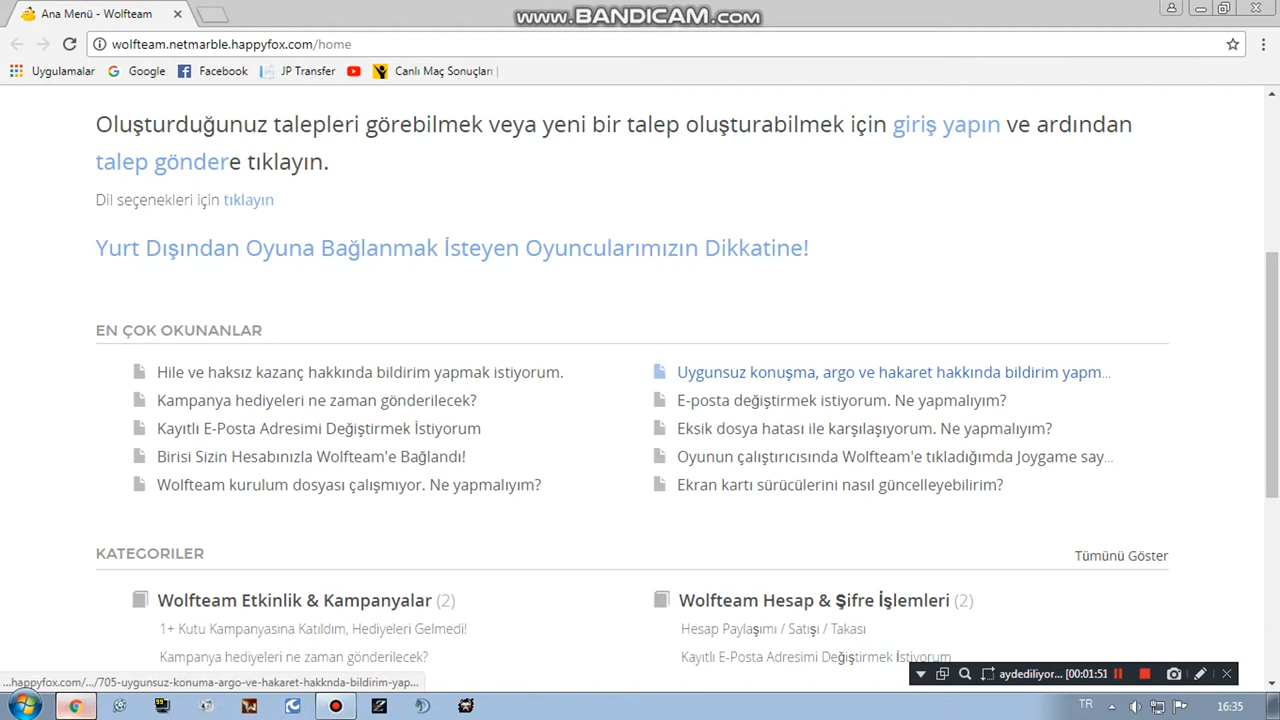 Ana Menü - Wolfteam
www.BANDICAM.com
wolfteam.netmarble.happyfox.com/home
Uygulamalar Google Facebook JP Transfer Canlı Maç Sonuçları
Oluşturduğunuz talepleri görebilmek veya yeni bir talep oluşturabilmek için giriş yapın ve ardından
talep göndere tıklayın.
Dil seçenekleri için tıklayın
Yurt Dışından Oyuna Bağlanmak İsteyen Oyuncularımızın Dikkatine!
EN ÇOK OKUNANLAR
Hile ve haksız kazanç hakkında bildirim yapmak istiyorum.
Uygunsuz konuşma, argo ve hakaret hakkında bildirim yapm...
Kampanya hediyeleri ne zaman gönderilecek?
E-posta değiştirmek istiyorum. Ne yapmalıyım?
Kayıtlı E-Posta Adresimi Değiştirmek İstiyorum
Eksik dosya hatası ile karşılaşıyorum. Ne yapmalıyım?
Birisi Sizin Hesabınızla Wolfteam'e Bağlandı!
Oyunun çalıştırıcısında Wolfteam'e tıkladığımda Joygame say...
Wolfteam kurulum dosyası çalışmıyor. Ne yapmalıyım?
Ekran kartı sürücülerini nasıl güncelleyebilirim?
KATEGORILER
Tümünü Göster
Wolfteam Etkinlik & Kampanyalar (2)
Wolfteam Hesap & Şifre İşlemleri (2)
1+ Kutu Kampanyasına Katıldım, Hediyeleri Gelmedi!
Hesap Paylaşımı / Satışı / Takası
Kampanya hediyeleri ne zaman gönderilecek?
Kayıtlı E-Posta Adresimi Değiştirmek İstiyorum
aydediliyor... [00:01:51]
...happyfox.com/.../705-uygunsuz-konuma-argo-ve-hakaret-hakknda-bildirim-yap...
TR 16:35